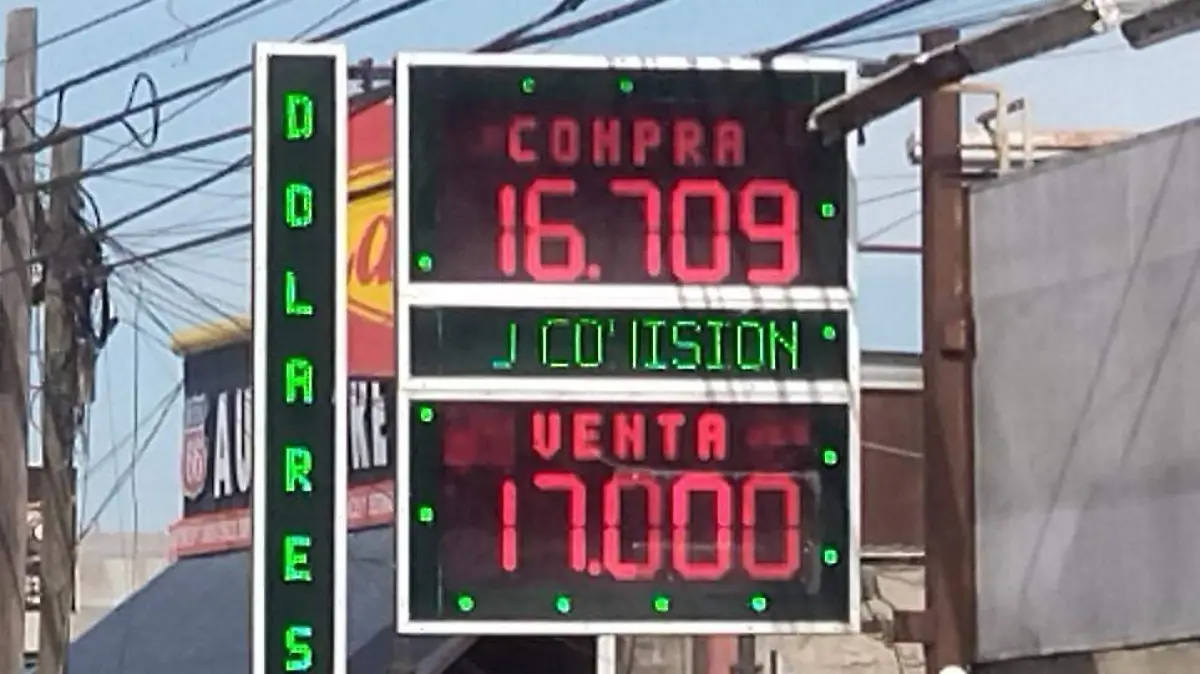 DOLARES
COMPRA
16.709
VENTA
17.000